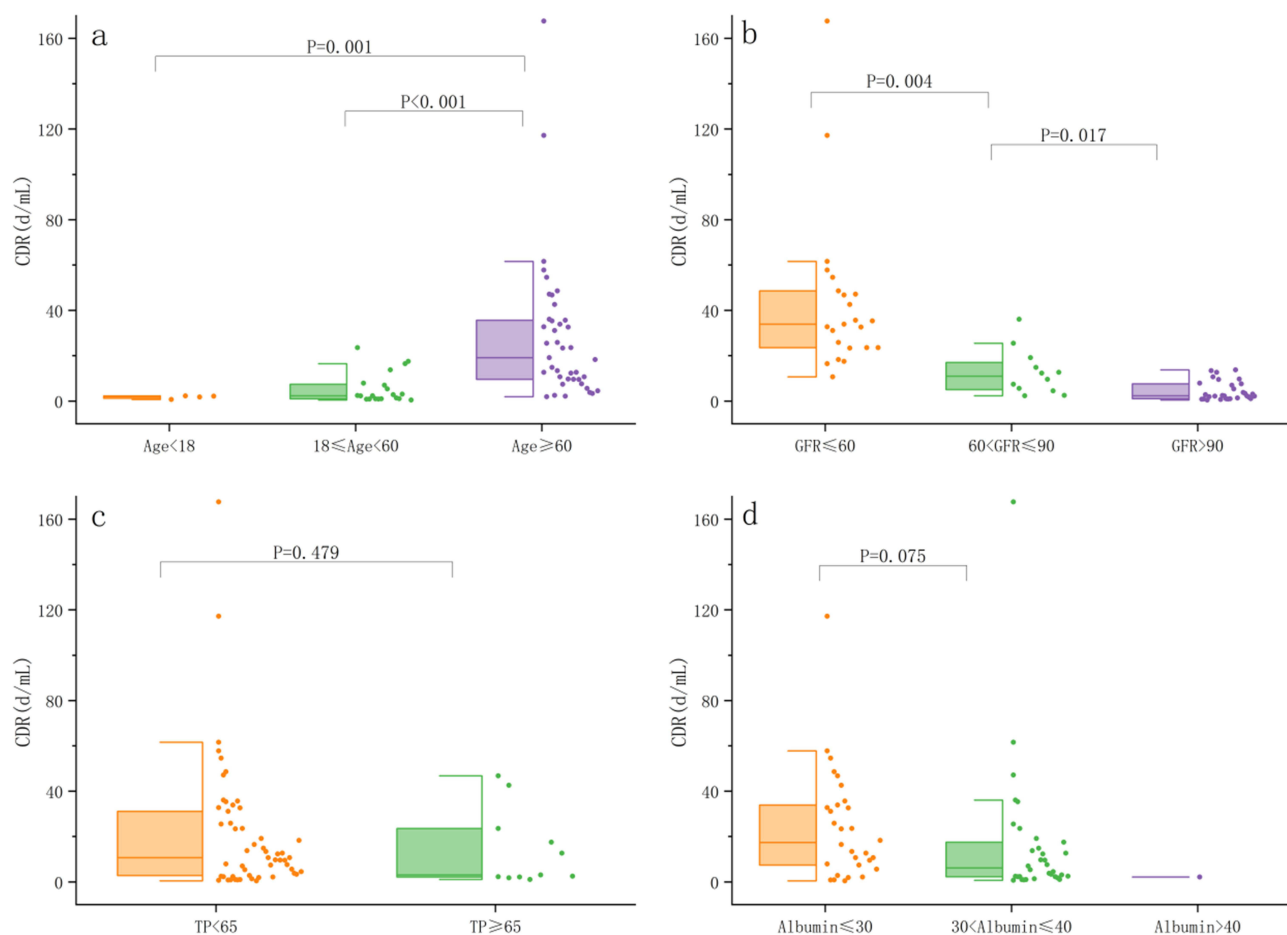 a
P=0.001
P<0.001
CDR(d/mL)
160
120
80
40
0
Age<18
18≤Age<60
Age≥60
b
P=0.004
P=0.017
CDR(d/mL)
160
120
80
40
0
GFR≤60
60<GFR≤90
GFR>90
c
P=0.479
CDR(d/mL)
160
120
80
40
0
TP<65
TP≥65
d
P=0.075
CDR(d/mL)
160
120
80
40
0
Albumin≤30
30<Albumin≤40
Albumin>40